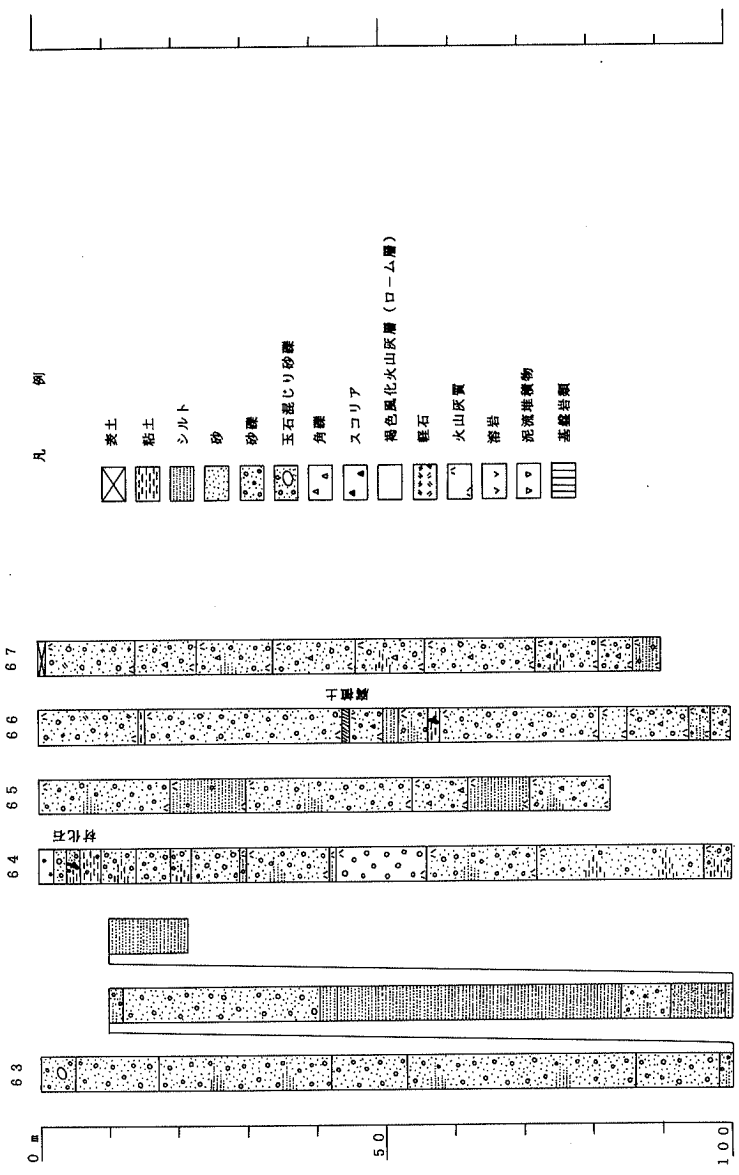 凡例
表土
粘土
シルト
砂
砂礫
玉石混じり砂礫
角礫
スコリア
褐色風化火山灰層（ローム層）
軽石
火山灰質
溶岩
泥流堆積物
基盤岩類
0 m
50
100
63
64
材化石
65
66
腐植土
67